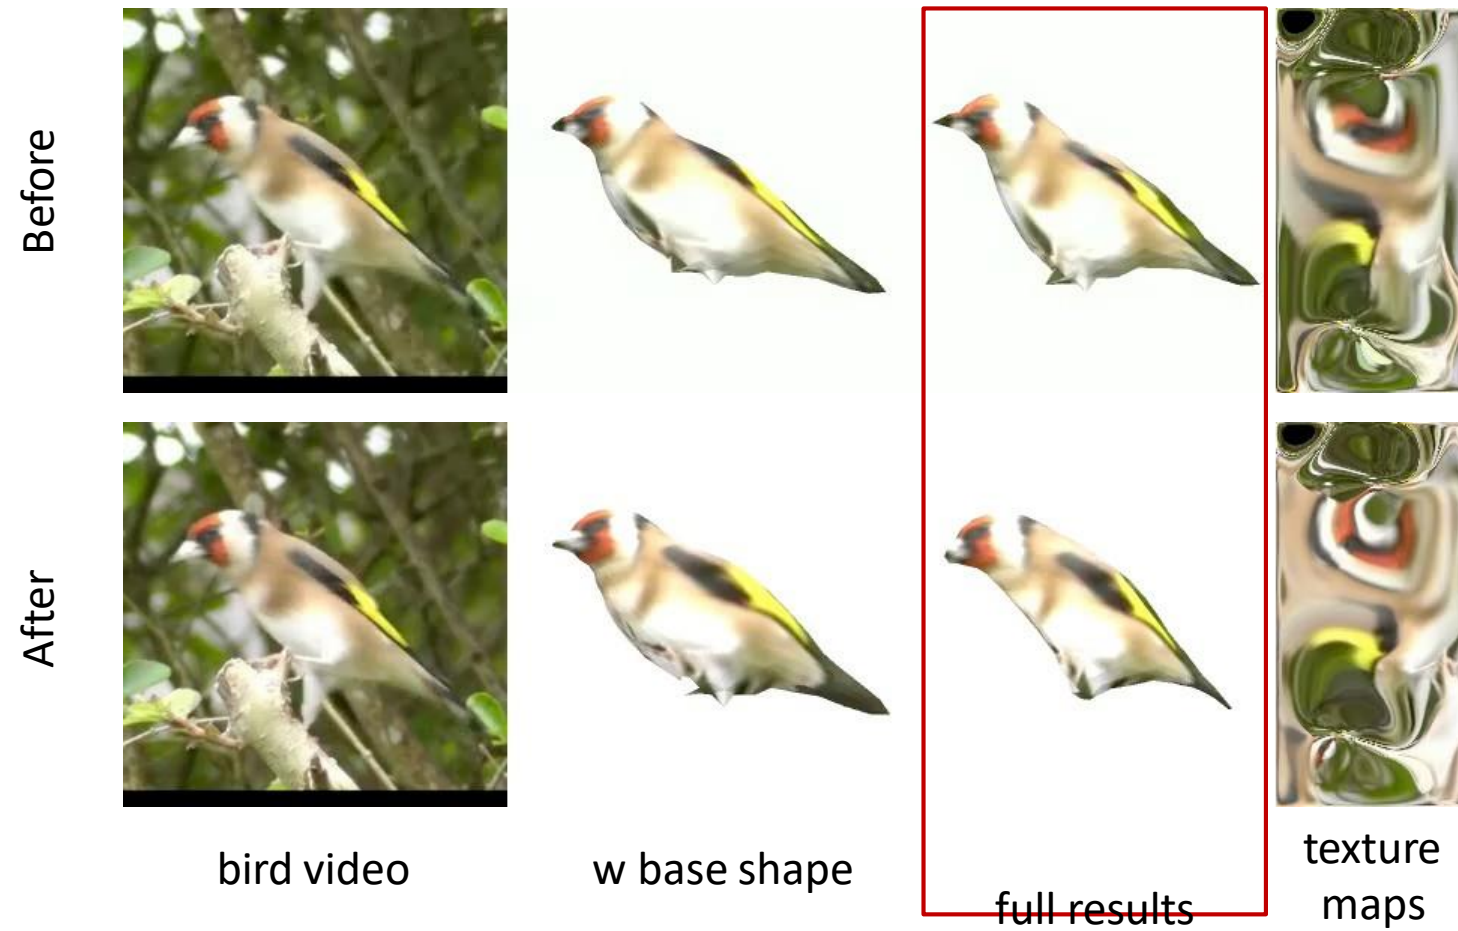 Before
After
bird video
w base shape
full results
texture
maps